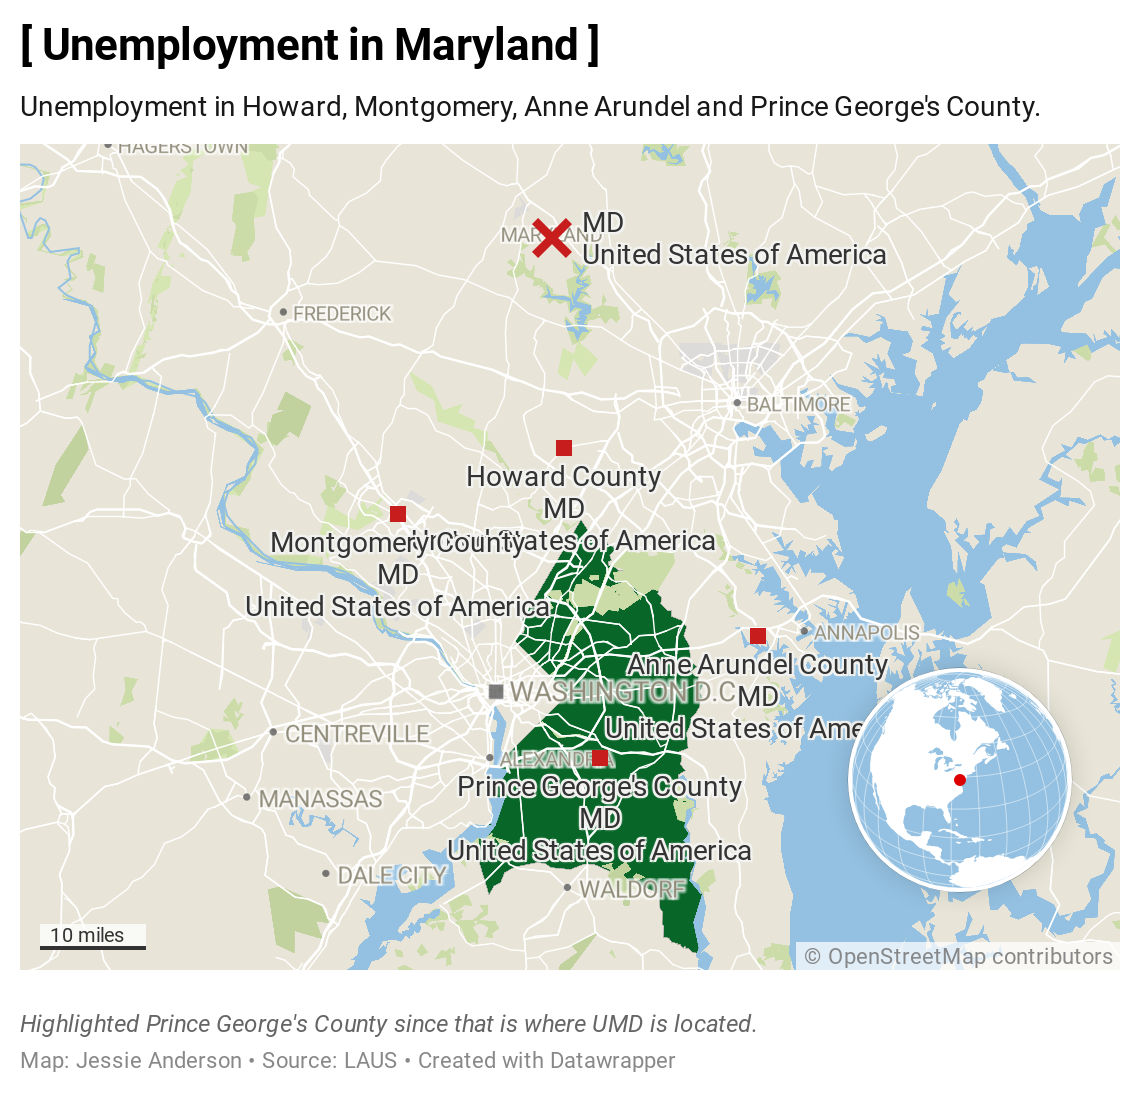 [ Unemployment in Maryland ]
Unemployment in Howard, Montgomery, Anne Arundel and Prince George's County.
HAGERSTOWN
MARYLAND
MD
United States of America
FREDERICK
BALTIMORE
Howard County
MD
United States of America
Montgomery County
MD
United States of America
ANNAPOLIS
Anne Arundel County
MD
United States of Ame
WASHINGTON D.C.
CENTREVILLE
ALEXANDRIA
Prince George's County
MD
United States of America
MANASSAS
DALE CITY
WALDORF
10 miles
© OpenStreetMap contributors
Highlighted Prince George's County since that is where UMD is located.
Map: Jessie Anderson • Source: LAUS • Created with Datawrapper